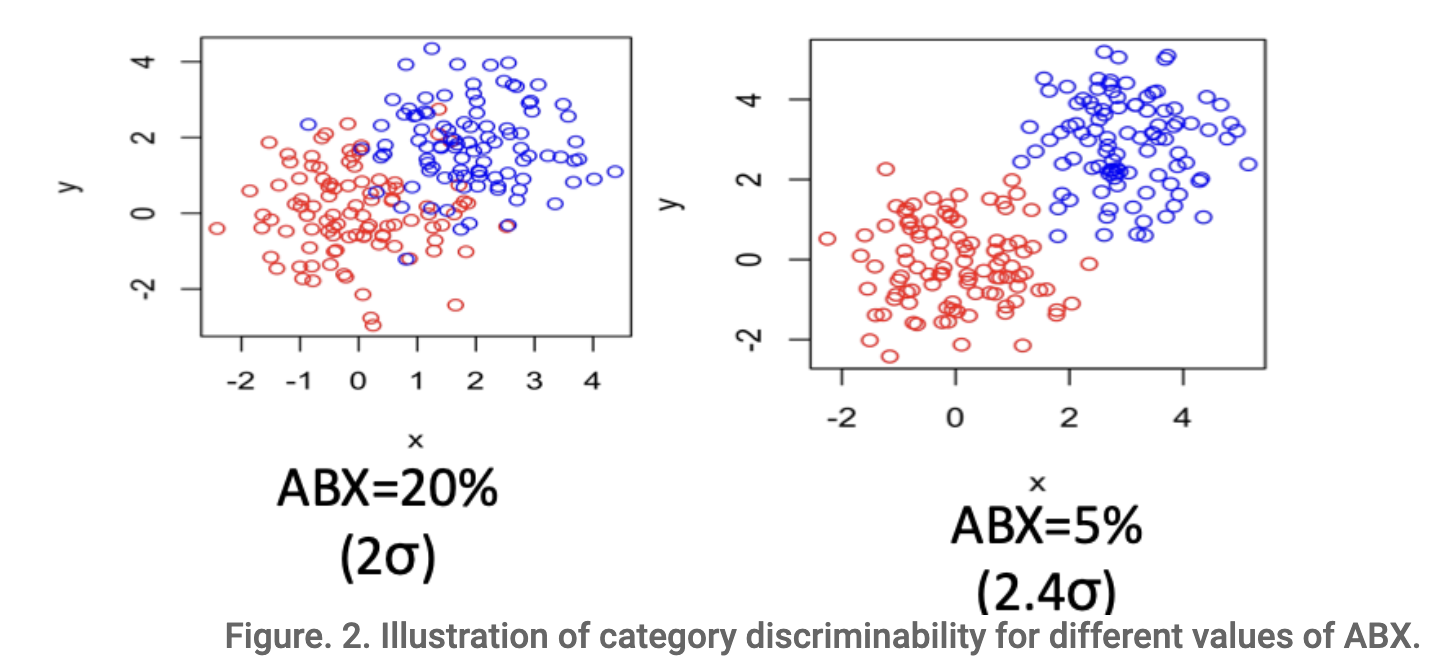 y
4
2
0
-2
-2 -1 0 1 2 3 4
x
ABX=20%
(2σ)
y
4
2
0
-2
-2 0 2 4
x
ABX=5%
(2.4σ)
Figure. 2. Illustration of category discriminability for different values of ABX.